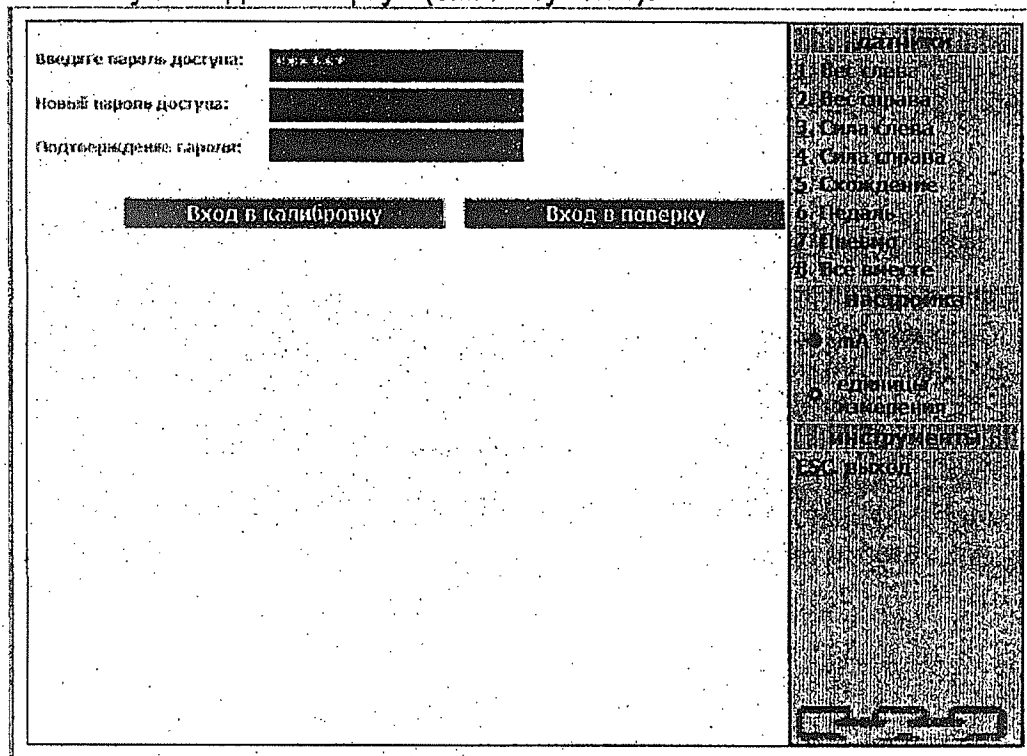 Введите пароль доступа: ******
Новый пароль доступа:
Подтверждение пароля:
Вход в калибровку Вход в поверку
датчики
1. Вес слева
2. Вес справа
3. Сила слева
4. Сила справа
5. Схождение
6. Педаль
7. Пневмо
8. Все вместе
настройка
mA
единицы
измерения
инструменты
ESC. выход